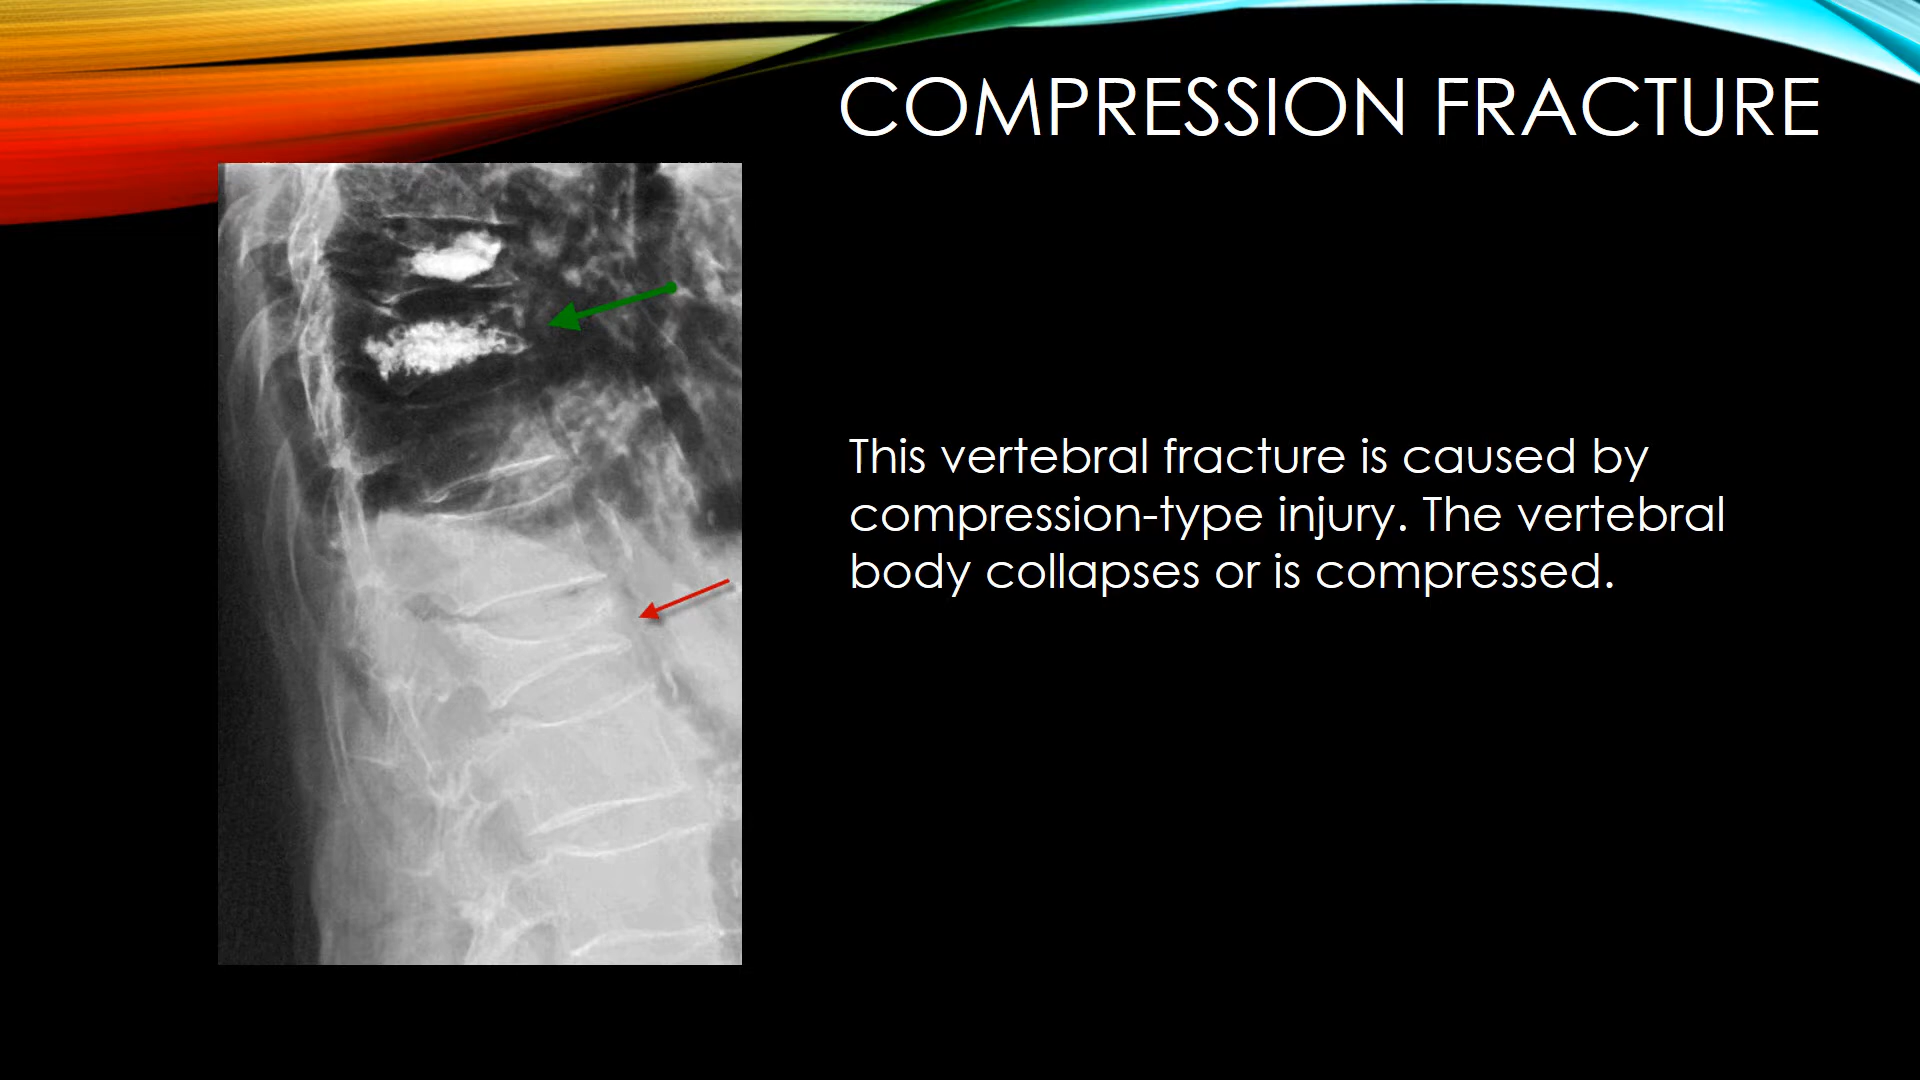 COMPRESSION FRACTURE
This vertebral fracture is caused by
compression-type injury. The vertebral
body collapses or is compressed.